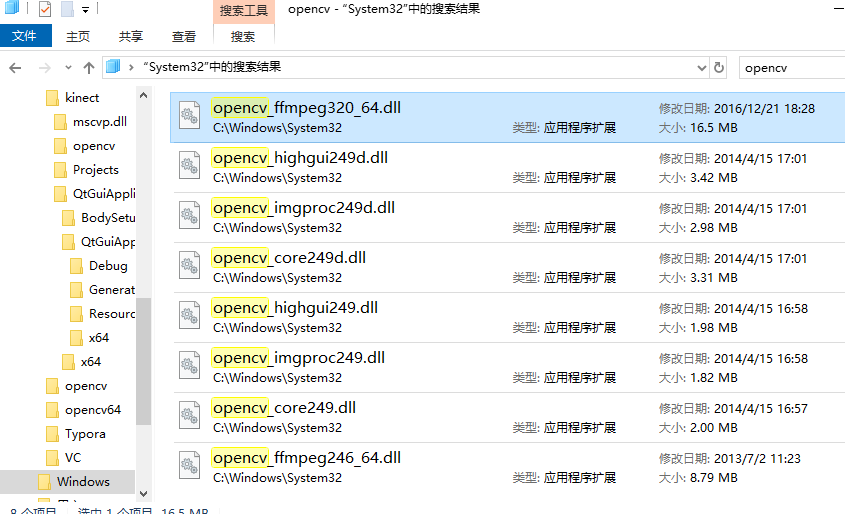 搜索工具
opencv - “System32”中的搜索结果
文件
主页
共享
查看
搜索
“System32”中的搜索结果
opencv
kinect
mscvp.dll
opencv
Projects
QtGuiAppli
BodySetu
QtGuiApp
Debug
Generat
Resourc
x64
x64
opencv
opencv64
Typora
VC
Windows
opencv_ffmpeg320_64.dll
修改日期: 2016/12/21 18:28
C:\Windows\System32
类型: 应用程序扩展
大小: 16.5 MB
opencv_highgui249d.dll
修改日期: 2014/4/15 17:01
C:\Windows\System32
类型: 应用程序扩展
大小: 3.42 MB
opencv_imgproc249d.dll
修改日期: 2014/4/15 17:01
C:\Windows\System32
类型: 应用程序扩展
大小: 2.98 MB
opencv_core249d.dll
修改日期: 2014/4/15 17:01
C:\Windows\System32
类型: 应用程序扩展
大小: 3.31 MB
opencv_highgui249.dll
修改日期: 2014/4/15 16:58
C:\Windows\System32
类型: 应用程序扩展
大小: 1.98 MB
opencv_imgproc249.dll
修改日期: 2014/4/15 16:58
C:\Windows\System32
类型: 应用程序扩展
大小: 1.82 MB
opencv_core249.dll
修改日期: 2014/4/15 16:57
C:\Windows\System32
类型: 应用程序扩展
大小: 2.00 MB
opencv_ffmpeg246_64.dll
修改日期: 2013/7/2 11:23
C:\Windows\System32
类型: 应用程序扩展
大小: 8.79 MB
8 个项目 选中 1 个项目 16.5 MB